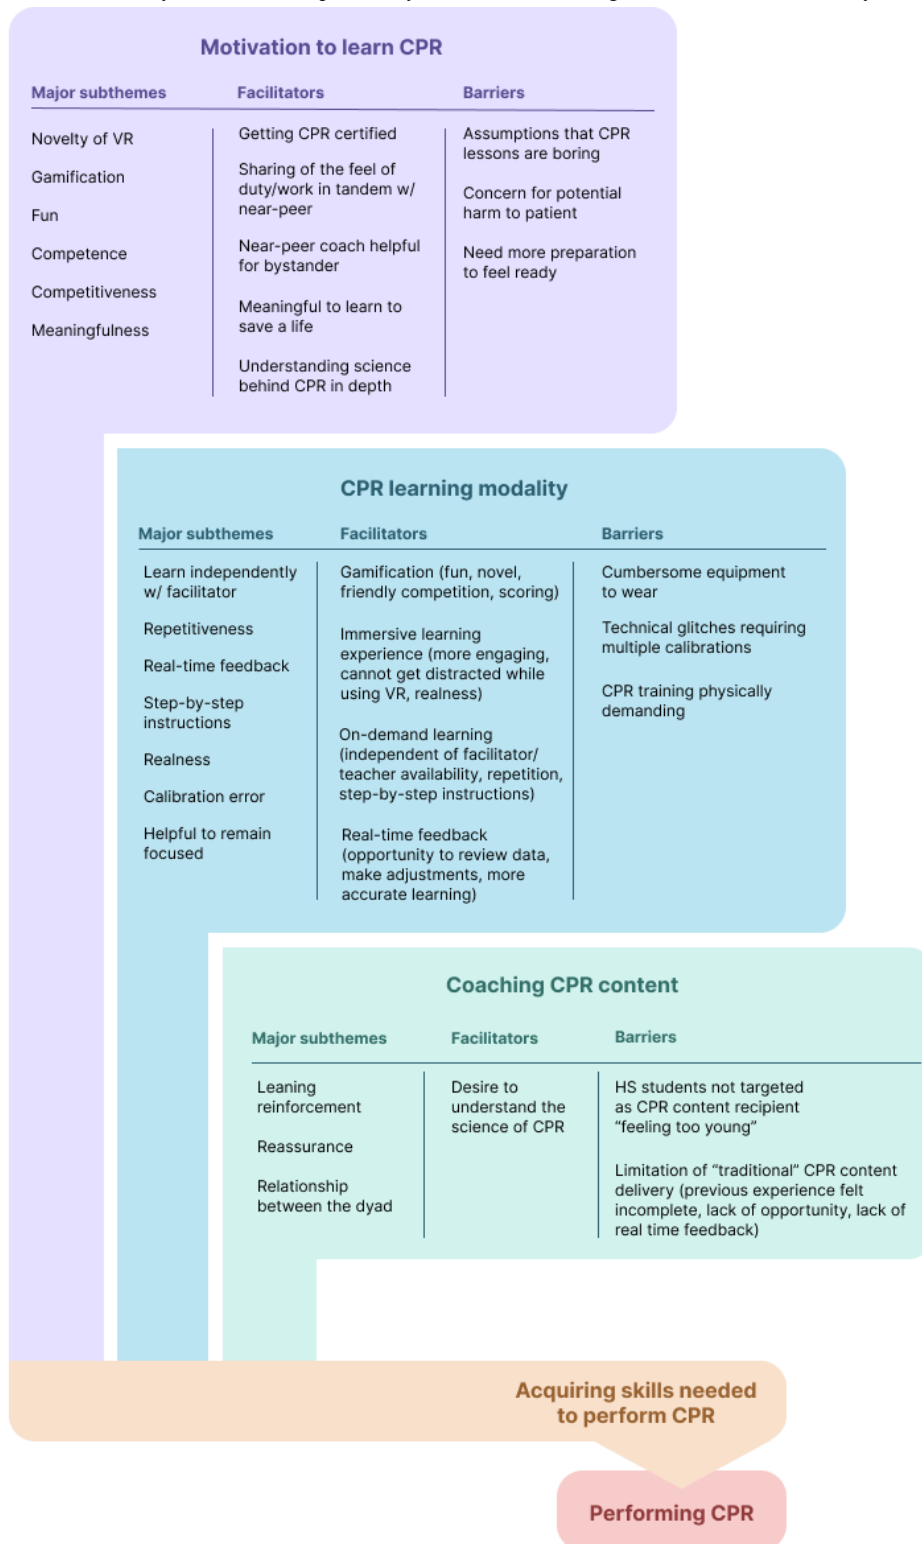 Motivation to learn CPR
Major subthemes
Facilitators
Barriers
Novelty of VR
Gamification
Fun
Competence
Competitiveness
Meaningfulness
Getting CPR certified
Sharing of the feel of
duty/work in tandem w/
near-peer
Near-peer coach helpful
for bystander
Meaningful to learn to
save a life
Understanding science
behind CPR in depth
Assumptions that CPR
lessons are boring
Concern for potential
harm to patient
Need more preparation
to feel ready
CPR learning modality
Major subthemes
Facilitators
Barriers
Learn independently
w/ facilitator
Repetitiveness
Real-time feedback
Step-by-step
instructions
Realness
Calibration error
Helpful to remain
focused
Gamification (fun, novel,
friendly competition, scoring)
Immersive learning
experience (more engaging,
cannot get distracted while
using VR, realness)
On-demand learning
(independent of facilitator/
teacher availability, repetition,
step-by-step instructions)
Real-time feedback
(opportunity to review data,
make adjustments, more
accurate learning)
Cumbersome equipment
to wear
Technical glitches requiring
multiple calibrations
CPR training physically
demanding
Coaching CPR content
Major subthemes
Facilitators
Barriers
Leaning
reinforcement
Reassurance
Relationship
between the dyad
Desire to
understand the
science of CPR
HS students not targeted
as CPR content recipient
“feeling too young”
Limitation of “traditional” CPR content
delivery (previous experience felt
incomplete, lack of opportunity, lack of
real time feedback)
Acquiring skills needed
to perform CPR
Performing CPR